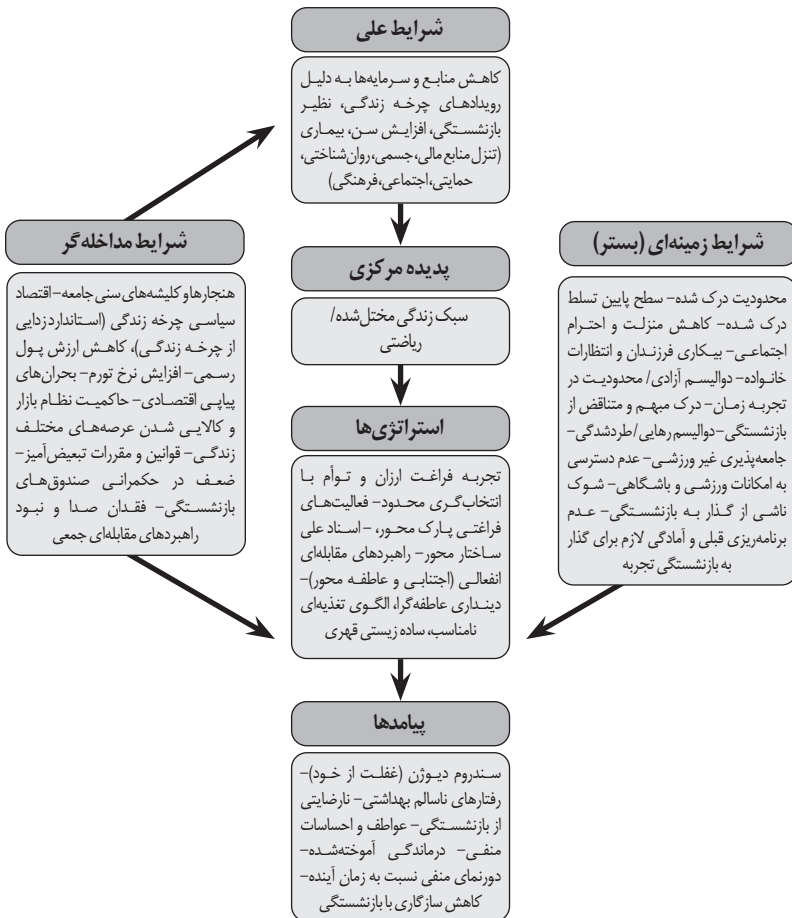 شرایط علی
کاهش منابع و سرمایه‌ها به دلیل
رویدادهای چرخه زندگی، نظیر
بازنشستگی، افزایش سن، بیماری
(تنزل منابع مالی، جسمی، روان‌شناختی،
حمایتی، اجتماعی، فرهنگی)
شرایط زمینه‌ای (بستر)
محدودیت درک شده- سطح پایین تسلط
درک شده- کاهش منزلت و احترام
اجتماعی- بیکاری فرزندان و انتظارات
خانواده- دوالیسم آزادی/ محدودیت در
تجربه زمان- درک مبهم و متناقض از
بازنشستگی- دوالیسم رهایی/طردشدگی-
جامعه‌پذیری غیر ورزشی- عدم دسترسی
به امکانات ورزشی و باشگاهی- شوک
ناشی از گذار به بازنشستگی- عدم
برنامه‌ریزی قبلی و آمادگی لازم برای گذار
به بازنشستگی تجربه
پدیده مرکزی
سبک زندگی مختل‌شده/
ریاضتی
شرایط مداخله‌گر
هنجارها و کلیشه‌های سنی جامعه- اقتصاد
سیاسی چرخه زندگی (استانداردزدایی
از چرخه زندگی)، کاهش ارزش پول
رسمی- افزایش نرخ تورم- بحران‌های
پیاپی اقتصادی- حاکمیت نظام بازار
و کالایی شدن عرصه‌های مختلف
زندگی- قوانین و مقررات تبعیض‌آمیز-
ضعف در حکمرانی صندوق‌های
بازنشستگی- فقدان صدا و نبود
راهبردهای مقابله‌ای جمعی
استراتژی‌ها
تجربه فراغت ارزان و توأم با
انتخاب‌گری محدود- فعالیت‌های
فراغتی پارک محور، - اسناد علی
ساختار محور- راهبردهای مقابله‌ای
انفعالی (اجتنابی و عاطفه محور)-
دینداری عاطفه‌گرا، الگوی تغذیه‌ای
نامناسب، ساده زیستی قهری
پیامدها
سندروم دیوژن (غفلت از خود)-
رفتارهای ناسالم بهداشتی- نارضایتی
از بازنشستگی- عواطف و احساسات
منفی- درماندگی آموخته‌شده-
دورنمای منفی نسبت به زمان آینده-
کاهش سازگاری با بازنشستگی